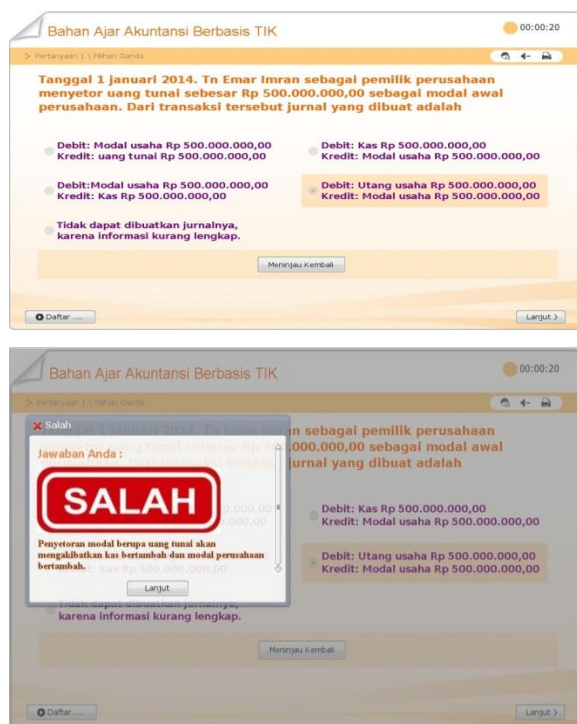 Bahan Ajar Akuntansi Berbasis TIK
00:00:20
Pertanyaan 1 \ Pilihan Ganda
Tanggal 1 januari 2014. Tn Emar Imran sebagai pemilik perusahaan
menyetor uang tunai sebesar Rp 500.000.000,00 sebagai modal awal
perusahaan. Dari transaksi tersebut jurnal yang dibuat adalah
Debit: Modal usaha Rp 500.000.000,00
Kredit: uang tunai Rp 500.000.000,00
Debit: Kas Rp 500.000.000,00
Kredit: Modal usaha Rp 500.000.000,00
Debit:Modal usaha Rp 500.000.000,00
Kredit: Kas Rp 500.000.000,00
Debit: Utang usaha Rp 500.000.000,00
Kredit: Modal usaha Rp 500.000.000,00
Tidak dapat dibuatkan jurnalnya,
karena informasi kurang lengkap.
Meninjau Kembali
Daftar ....
Lanjut >
Bahan Ajar Akuntansi Berbasis TIK
00:00:20
Pertanyaan 1 \ Pilihan Ganda
Salah
Jawaban Anda :
SALAH
Penyetoran modal berupa uang tunai akan
mengakibatkan kas bertambah dan modal perusahaan
bertambah.
Lanjut
sebagai pemilik perusahaan
.000.000,00 sebagai modal awal
jurnal yang dibuat adalah
Debit: Kas Rp 500.000.000,00
Kredit: Modal usaha Rp 500.000.000,00
Debit: Utang usaha Rp 500.000.000,00
Kredit: Modal usaha Rp 500.000.000,00
Tidak dapat dibuatkan jurnalnya,
karena informasi kurang lengkap.
Meninjau Kembali
Daftar ....
Lanjut >